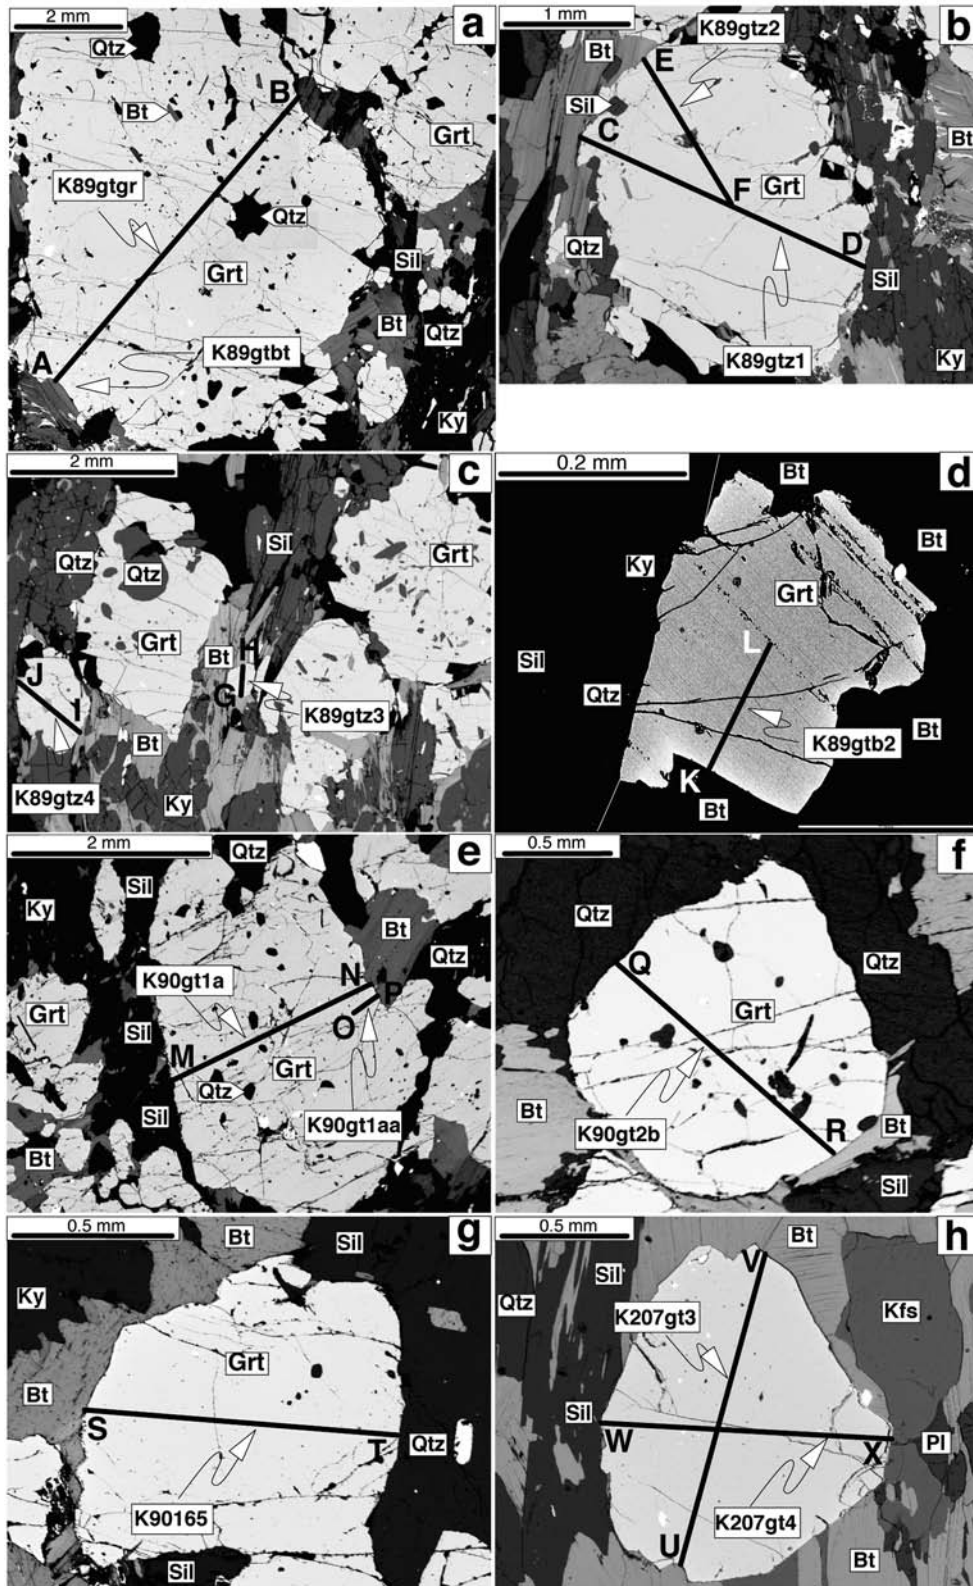 2 mm
a
Qtz
B
Bt
Grt
K89gtgr
Qtz
Sil
Grt
Bt
Qtz
K89gtbt
A
Ky
1 mm
K89gtz2
b
Bt
E
Sil
C
Bt
F
Grt
D
Qtz
Sil
K89gtz1
Ky
2 mm
c
Sil
Qtz
Qtz
Grt
Grt
Bt
H
J
G
I
K89gtz3
Bt
K89gtz4
Ky
0.2 mm
Bt
d
Bt
Ky
Grt
L
Sil
Qtz
K89gtb2
Bt
K
Bt
2 mm
Qtz
e
Sil
Ky
Bt
K90gt1a
N
Qtz
P
Grt
Sil
O
M
Grt
Qtz
Sil
K90gt1aa
Bt
0.5 mm
f
Qtz
Q
Qtz
Grt
Bt
K90gt2b
R
Bt
Sil
0.5 mm
Bt
Sil
g
Ky
Grt
Bt
S
T
Qtz
K90165
Sil
0.5 mm
Bt
h
V
Sil
Qtz
K207gt3
Kfs
Sil
W
X
Pl
K207gt4
U
Bt